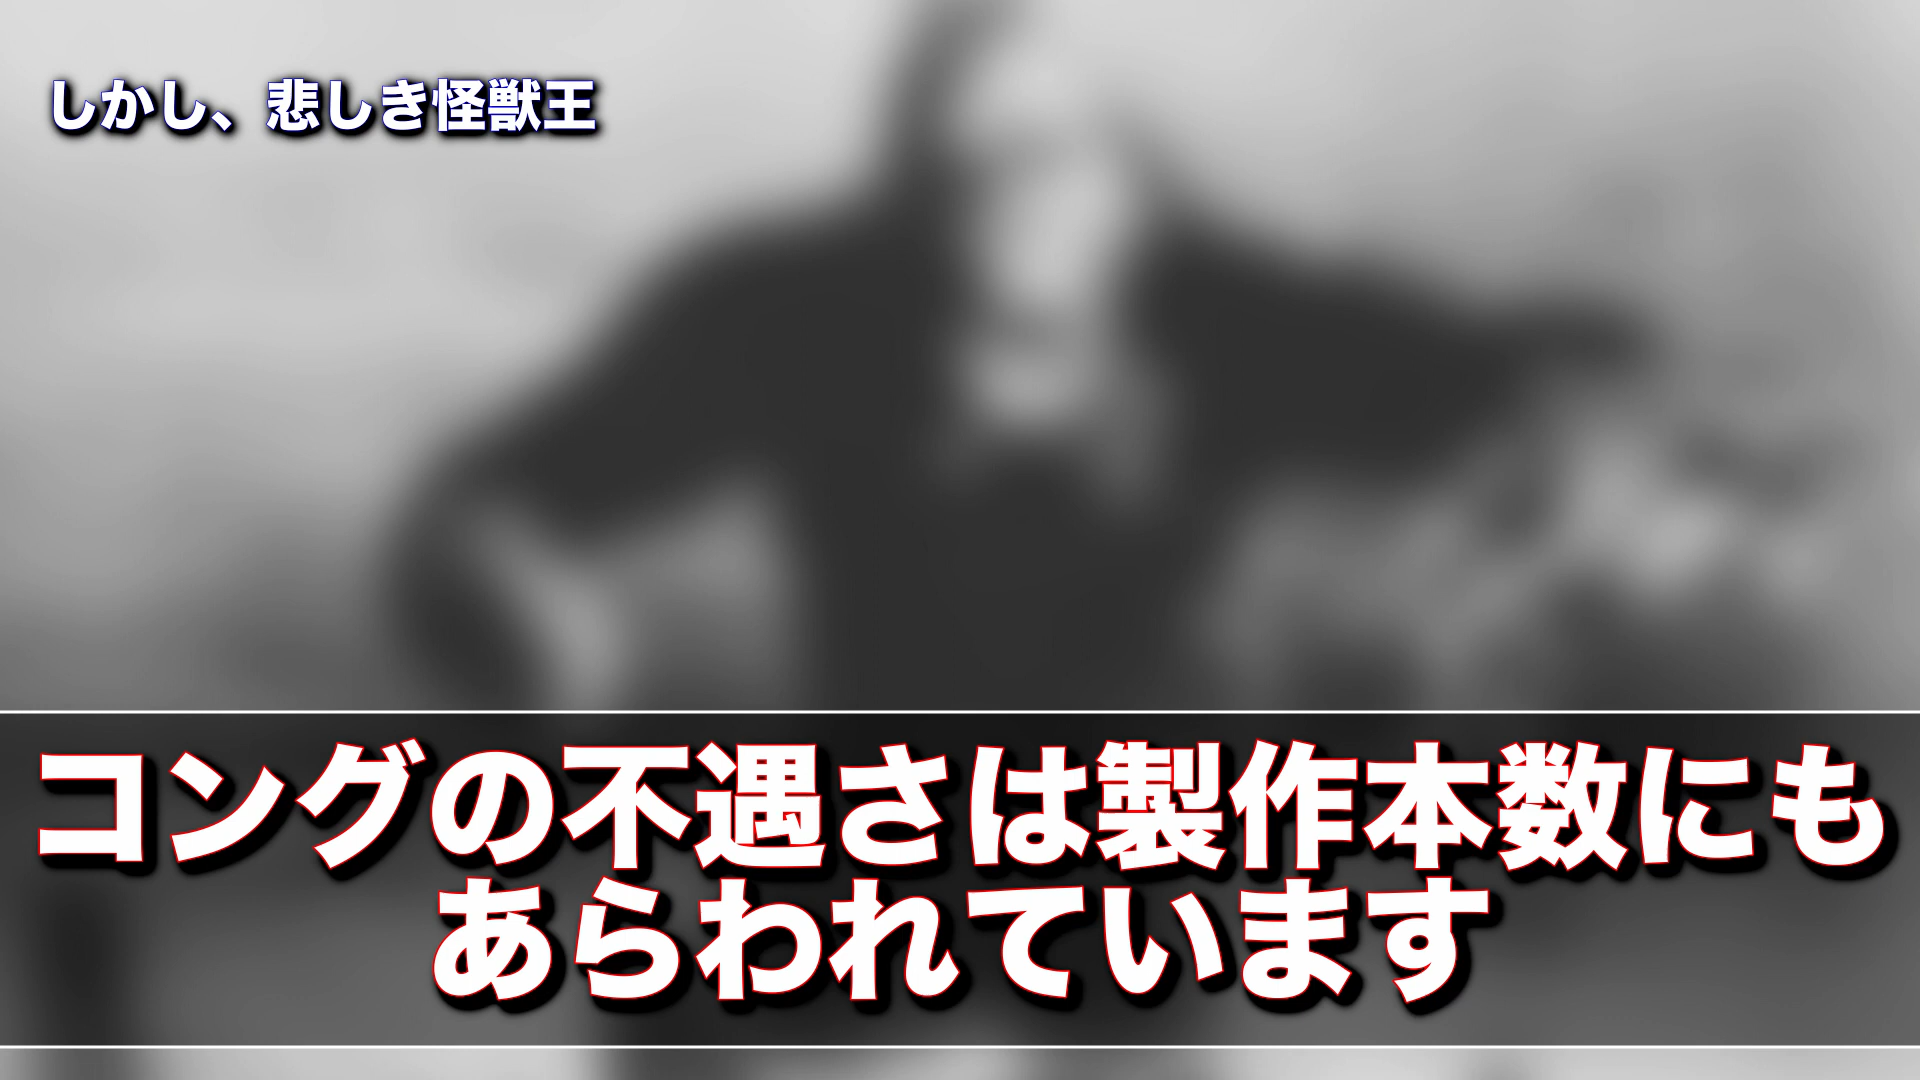 しかし、悲しき怪獣王
コングの不遇さは製作本数にも
あらわれています